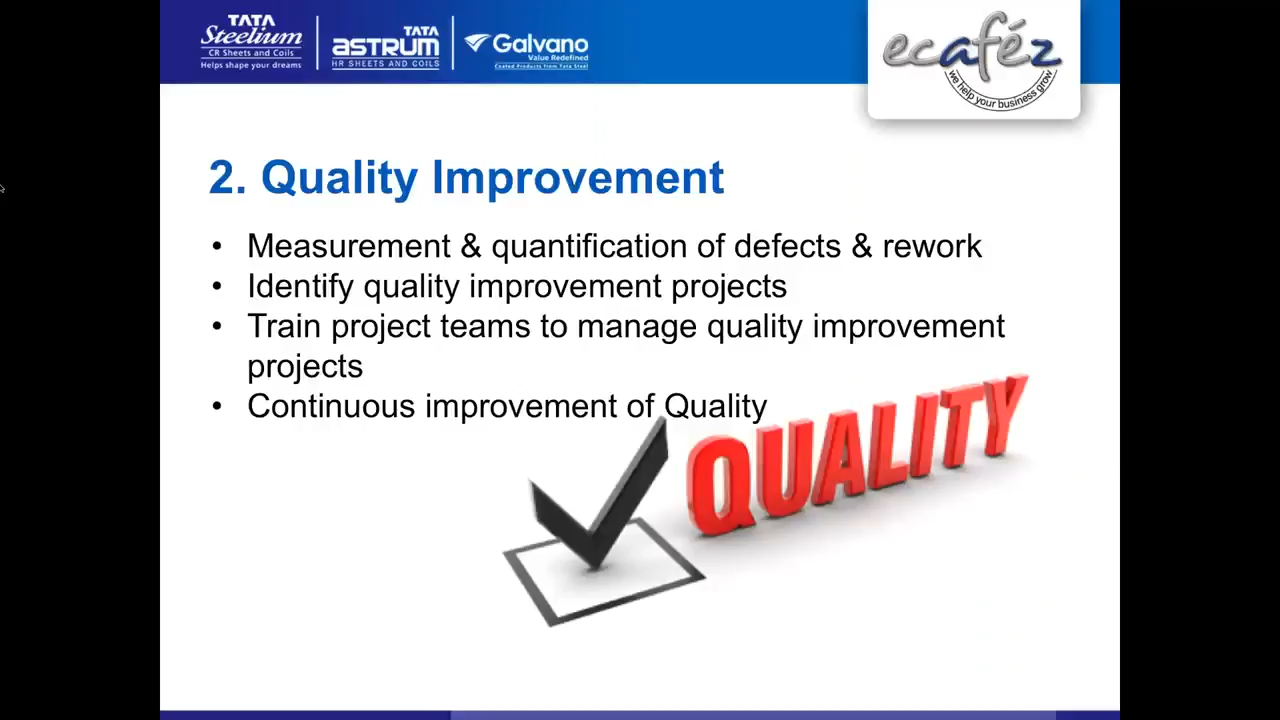 TATA
Steelium
CR Sheets and Coils
Helps shape your dreams
TATA
ASTRUM
HR SHEETS AND COILS
Galvano
Value Redefined
Coated Products from Tata Steel
ecaféz
we help your business grow
2. Quality Improvement
• Measurement & quantification of defects & rework
• Identify quality improvement projects
• Train project teams to manage quality improvement
projects
• Continuous improvement of Quality
QUALITY